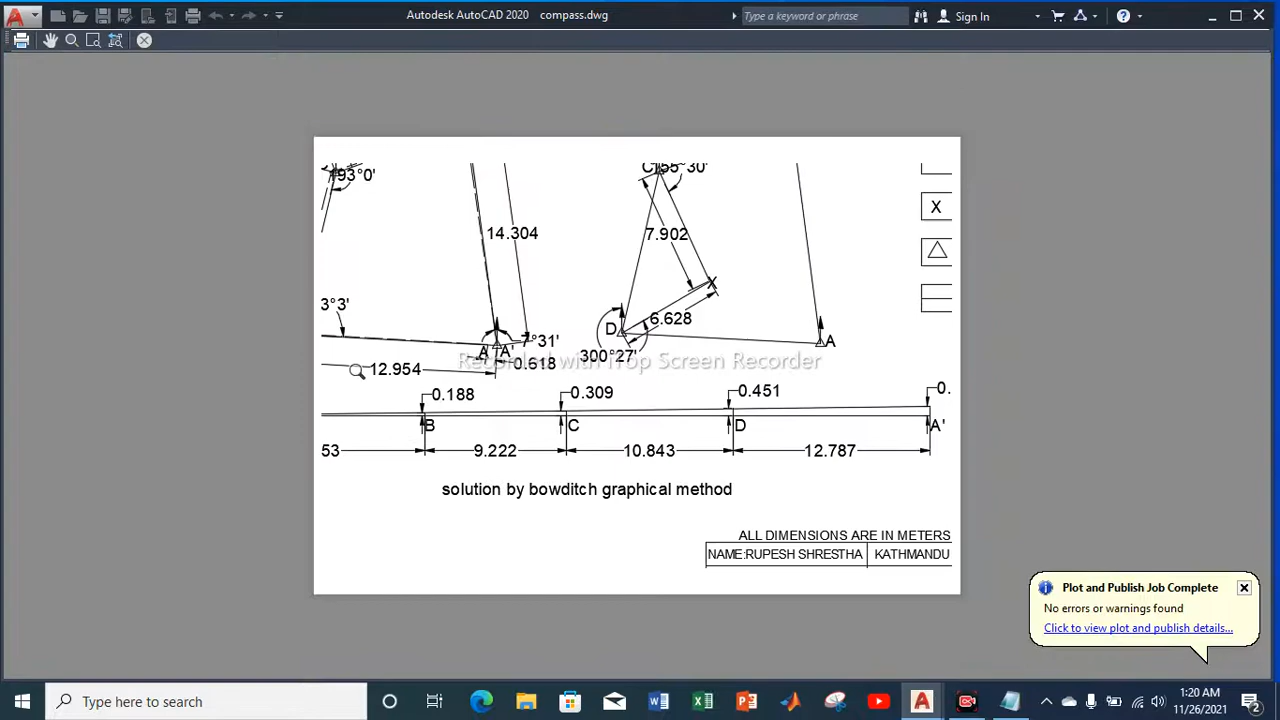 Autodesk AutoCAD 2020 compass.dwg
Type a keyword or phrase
Sign In
193°0'
C155°30'
X
14.304
7.902
X
3°3'
6.628
D
A
7°31'
A A'
300°27'
0.618
Recorded with iTop Screen Recorder
12.954
0.188
0.309
0.451
0.
B
C
D
A'
53
9.222
10.843
12.787
solution by bowditch graphical method
ALL DIMENSIONS ARE IN METERS
NAME:RUPESH SHRESTHA KATHMANDU
Plot and Publish Job Complete
No errors or warnings found
Click to view plot and publish details...
Type here to search
1:20 AM
11/26/2021
2